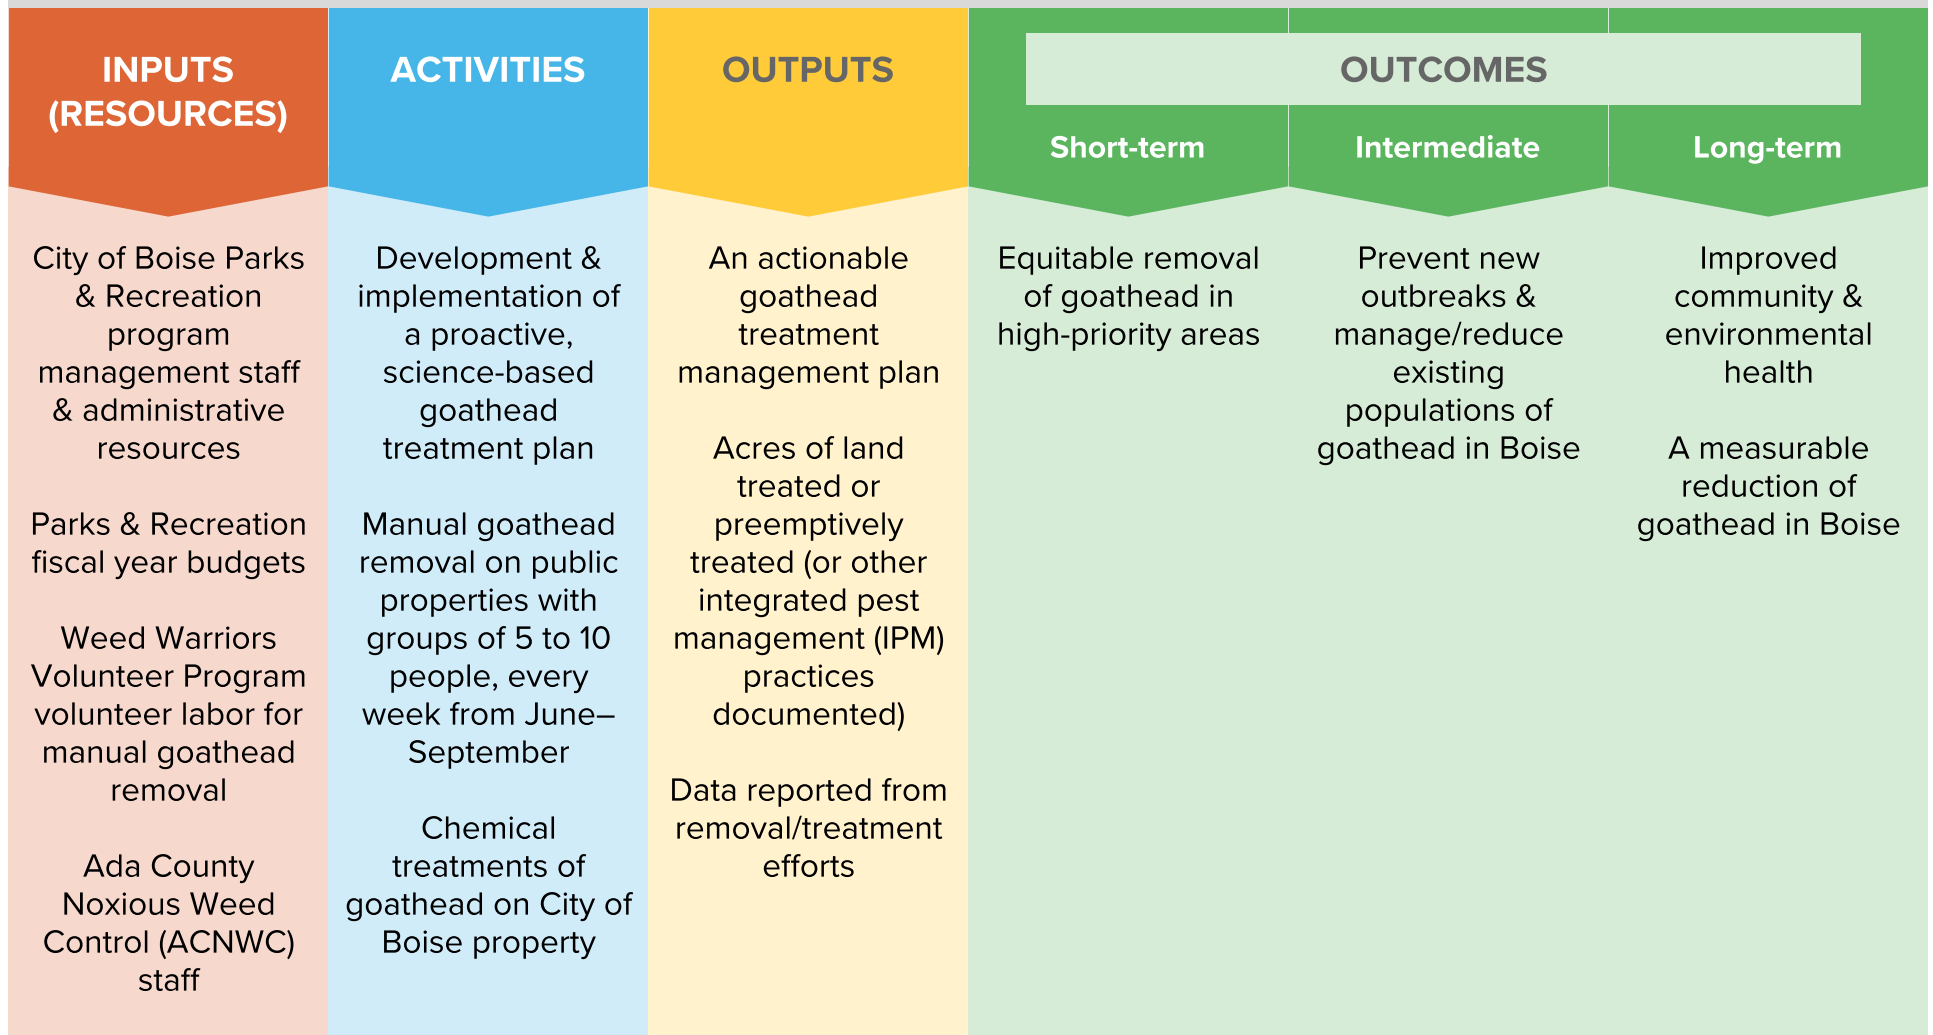 INPUTS
(RESOURCES)
City of Boise Parks
& Recreation
program
management staff
& administrative
resources
Parks & Recreation
fiscal year budgets
Weed Warriors
Volunteer Program
volunteer labor for
manual goathead
removal
Ada County
Noxious Weed
Control (ACNWC)
staff
ACTIVITIES
Development &
implementation of
a proactive,
science-based
goathead
treatment plan
Manual goathead
removal on public
properties with
groups of 5 to 10
people, every
week from June–
September
Chemical
treatments of
goathead on City of
Boise property
OUTPUTS
An actionable
goathead
treatment
management plan
Acres of land
treated or
preemptively
treated (or other
integrated pest
management (IPM)
practices
documented)
Data reported from
removal/treatment
efforts
OUTCOMES
Short-term
Equitable removal
of goathead in
high-priority areas
Intermediate
Prevent new
outbreaks &
manage/reduce
existing
populations of
goathead in Boise
Long-term
Improved
community &
environmental
health
A measurable
reduction of
goathead in Boise